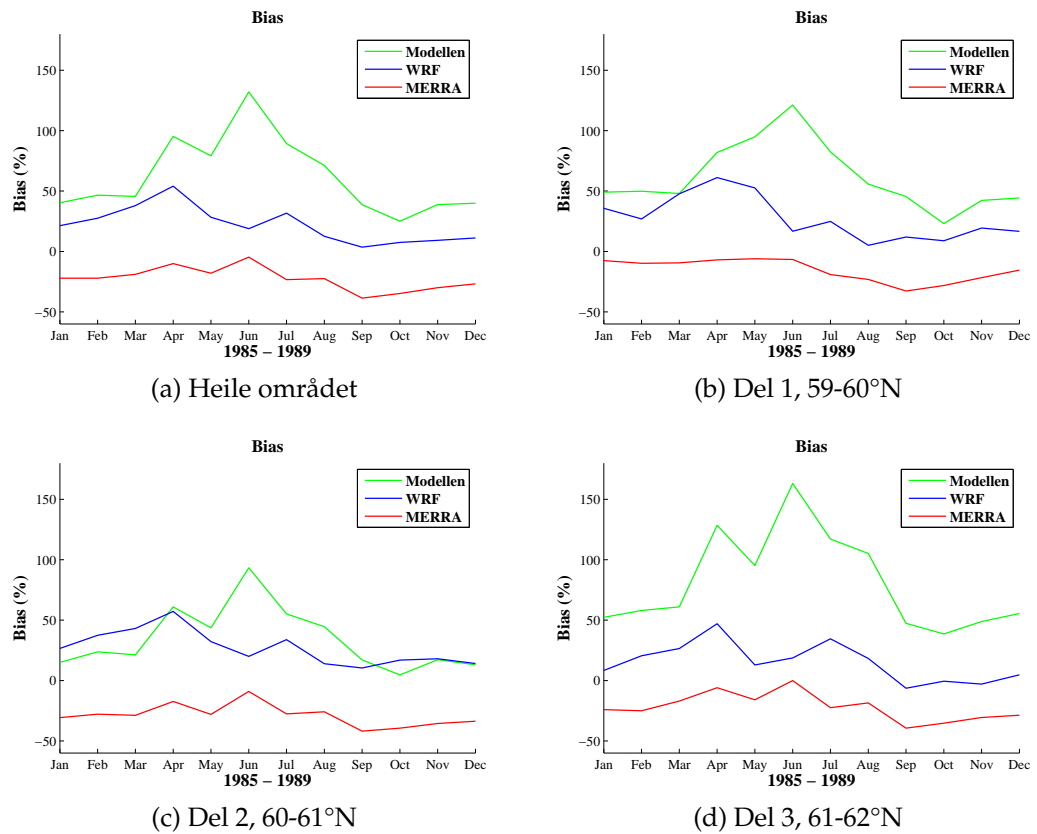 Bias
Modellen
WRF
MERRA
Bias (%)
150
100
50
0
−50
Jan Feb Mar Apr May Jun Jul Aug Sep Oct Nov Dec
1985 − 1989
(a) Heile området
Bias
Modellen
WRF
MERRA
Bias (%)
150
100
50
0
−50
Jan Feb Mar Apr May Jun Jul Aug Sep Oct Nov Dec
1985 − 1989
(b) Del 1, 59-60°N
Bias
Modellen
WRF
MERRA
Bias (%)
150
100
50
0
−50
Jan Feb Mar Apr May Jun Jul Aug Sep Oct Nov Dec
1985 − 1989
(c) Del 2, 60-61°N
Bias
Modellen
WRF
MERRA
Bias (%)
150
100
50
0
−50
Jan Feb Mar Apr May Jun Jul Aug Sep Oct Nov Dec
1985 − 1989
(d) Del 3, 61-62°N